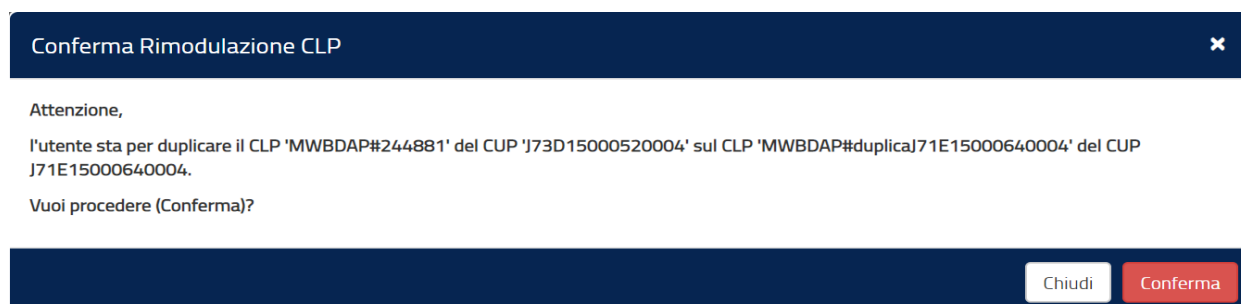 Conferma Rimodulazione CLP
Attenzione,
l'utente sta per duplicare il CLP 'MWBDAP#244881' del CUP 'J73D15000520004' sul CLP 'MWBDAP#duplicaJ71E15000640004' del CUP
J71E15000640004.
Vuoi procedere (Conferma)?
Chiudi Conferma